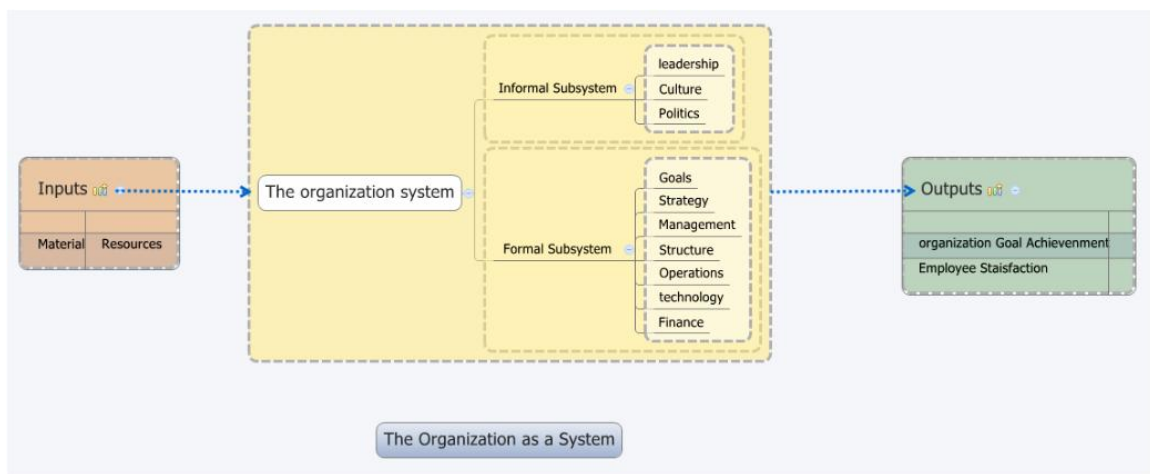 Inputs
Material Resources
The organization system
Informal Subsystem
leadership
Culture
Politics
Formal Subsystem
Goals
Strategy
Management
Structure
Operations
technology
Finance
Outputs
organization Goal Achievenment
Employee Staisfaction
The Organization as a System